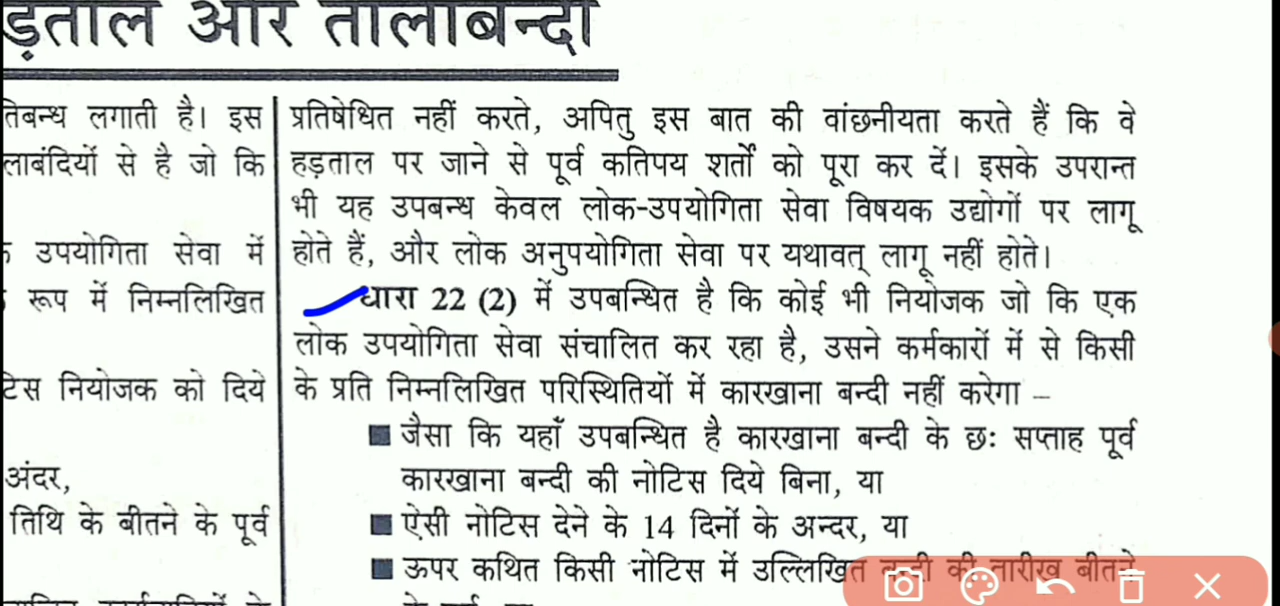 ड़ताल और तालाबन्दी
तिबन्ध लगाती है। इस
लाबंदियों से है जो कि
उपयोगिता सेवा में
रूप में निम्नलिखित
टिस नियोजक को दिये
अंदर,
तिथि के बीतने के पूर्व
प्रतिषेधित नहीं करते, अपितु इस बात की वांछनीयता करते हैं कि वे
हड़ताल पर जाने से पूर्व कतिपय शर्तों को पूरा कर दें। इसके उपरान्त
भी यह उपबन्ध केवल लोक-उपयोगिता सेवा विषयक उद्योगों पर लागू
होते हैं, और लोक अनुपयोगिता सेवा पर यथावत् लागू नहीं होते।
धारा 22 (2) में उपबन्धित है कि कोई भी नियोजक जो कि एक
लोक उपयोगिता सेवा संचालित कर रहा है, उसने कर्मकारों में से किसी
के प्रति निम्नलिखित परिस्थितियों में कारखाना बन्दी नहीं करेगा –
■ जैसा कि यहाँ उपबन्धित है कारखाना बन्दी के छः सप्ताह पूर्व
कारखाना बन्दी की नोटिस दिये बिना, या
■ ऐसी नोटिस देने के 14 दिनों के अन्दर, या
■ ऊपर कथित किसी नोटिस में उल्लिखित बन्दी की तारीख बीतने